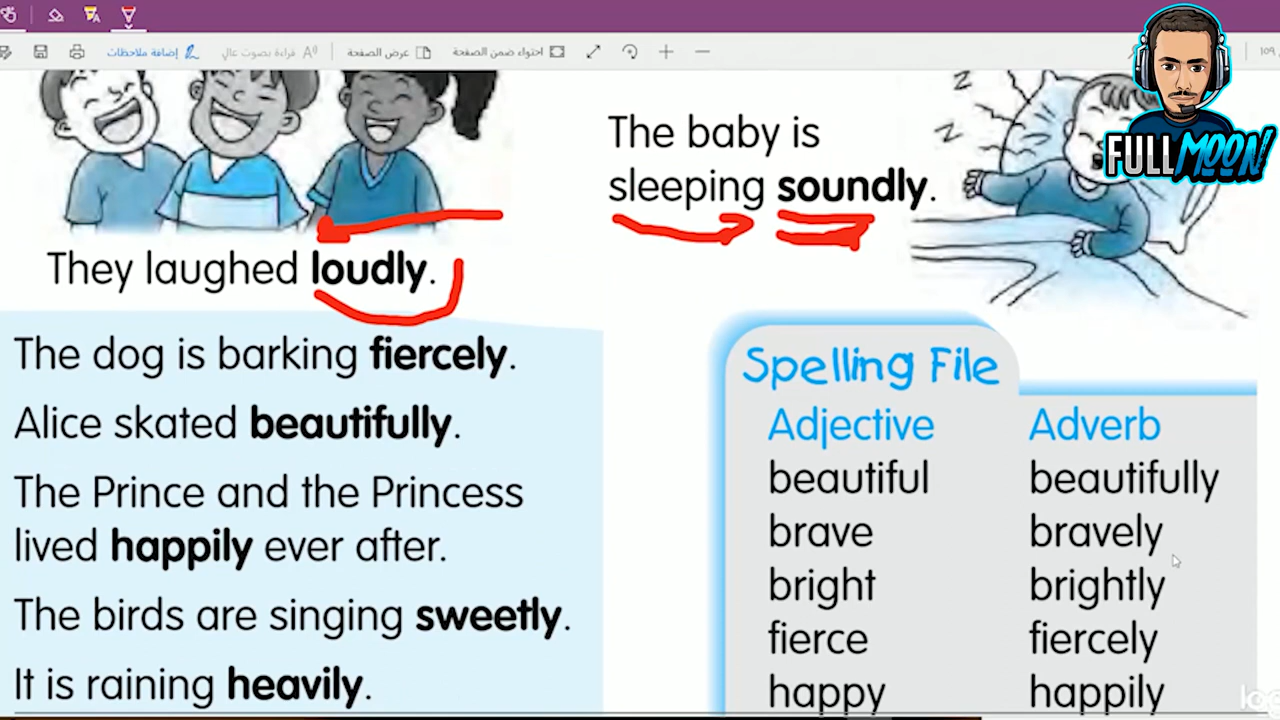 إضافة ملاحظات
قراءة بصوت عالٍ
عرض الصفحة
احتواء ضمن الصفحة
١٥٩
FULL MOON
z
z
The baby is
sleeping soundly.
They laughed loudly.
The dog is barking fiercely.
Alice skated beautifully.
The Prince and the Princess
lived happily ever after.
The birds are singing sweetly.
It is raining heavily.
Spelling File
Adjective Adverb
beautiful beautifully
brave bravely
bright brightly
fierce fiercely
happy happily